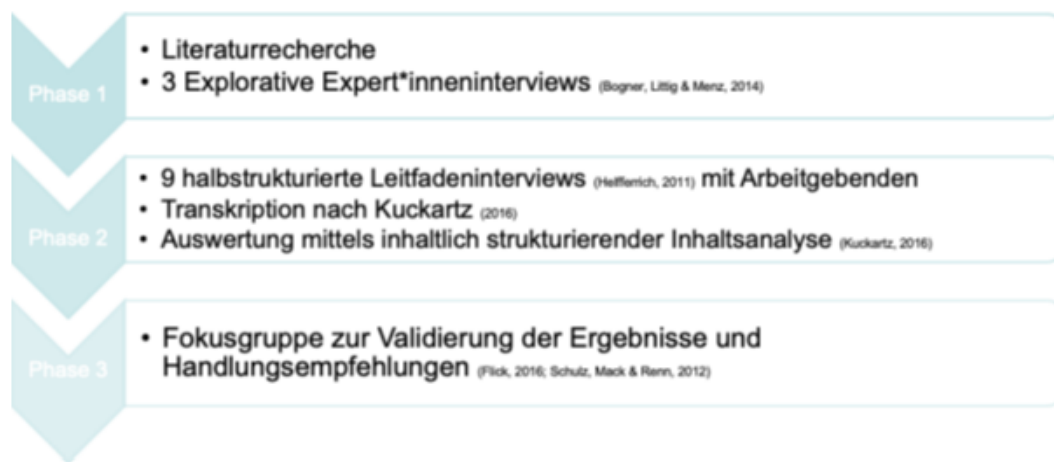 Phase 1
• Literaturrecherche
• 3 Explorative Expert*inneninterviews (Bogner, Littig & Menz, 2014)
Phase 2
• 9 halbstrukturierte Leitfadeninterviews (Helfferich, 2011) mit Arbeitgebenden
• Transkription nach Kuckartz (2016)
• Auswertung mittels inhaltlich strukturierender Inhaltsanalyse (Kuckartz, 2016)
Phase 3
• Fokusgruppe zur Validierung der Ergebnisse und
Handlungsempfehlungen (Flick, 2016; Schulz, Mack & Renn, 2012)